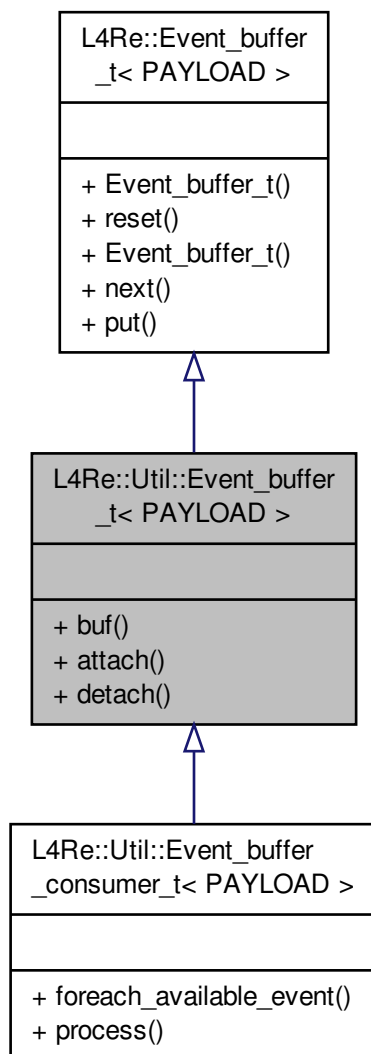 L4Re::Event_buffer
_t< PAYLOAD >
+ Event_buffer_t()
+ reset()
+ Event_buffer_t()
+ next()
+ put()
L4Re::Util::Event_buffer
_t< PAYLOAD >
+ buf()
+ attach()
+ detach()
L4Re::Util::Event_buffer
_consumer_t< PAYLOAD >
+ foreach_available_event()
+ process()